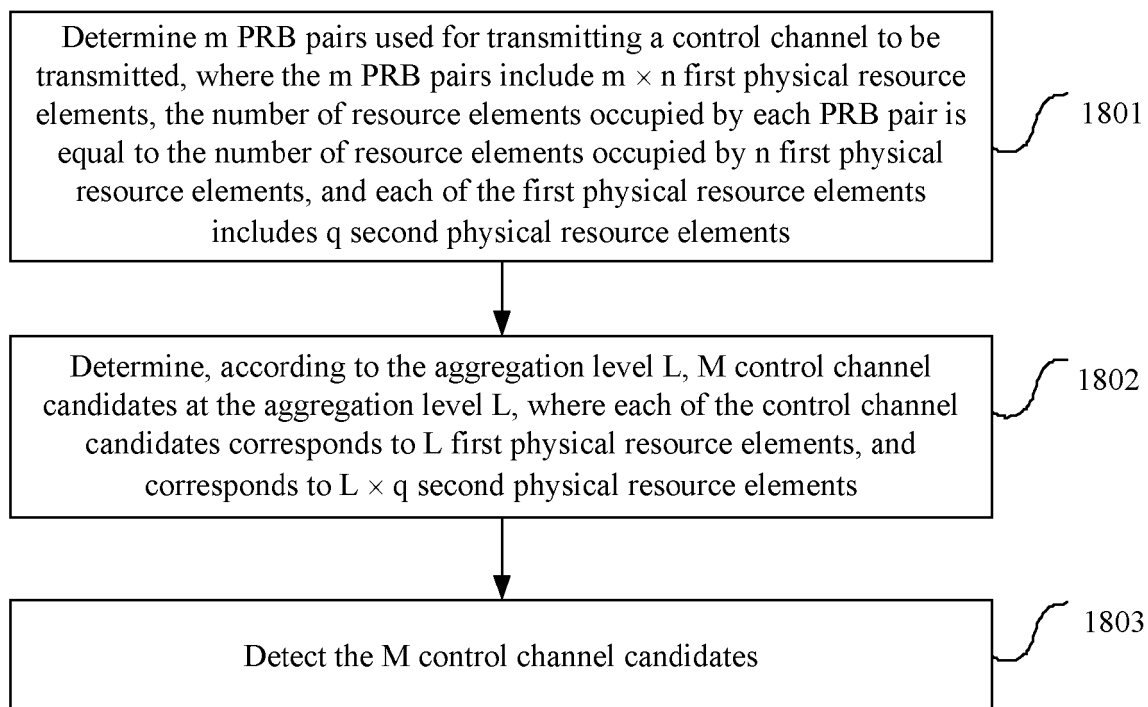 Determine m PRB pairs used for transmitting a control channel to be
transmitted, where the m PRB pairs include m × n first physical resource
elements, the number of resource elements occupied by each PRB pair is
equal to the number of resource elements occupied by n first physical
resource elements, and each of the first physical resource elements
includes q second physical resource elements
1801
Determine, according to the aggregation level L, M control channel
candidates at the aggregation level L, where each of the control channel
candidates corresponds to L first physical resource elements, and
corresponds to L × q second physical resource elements
1802
Detect the M control channel candidates
1803